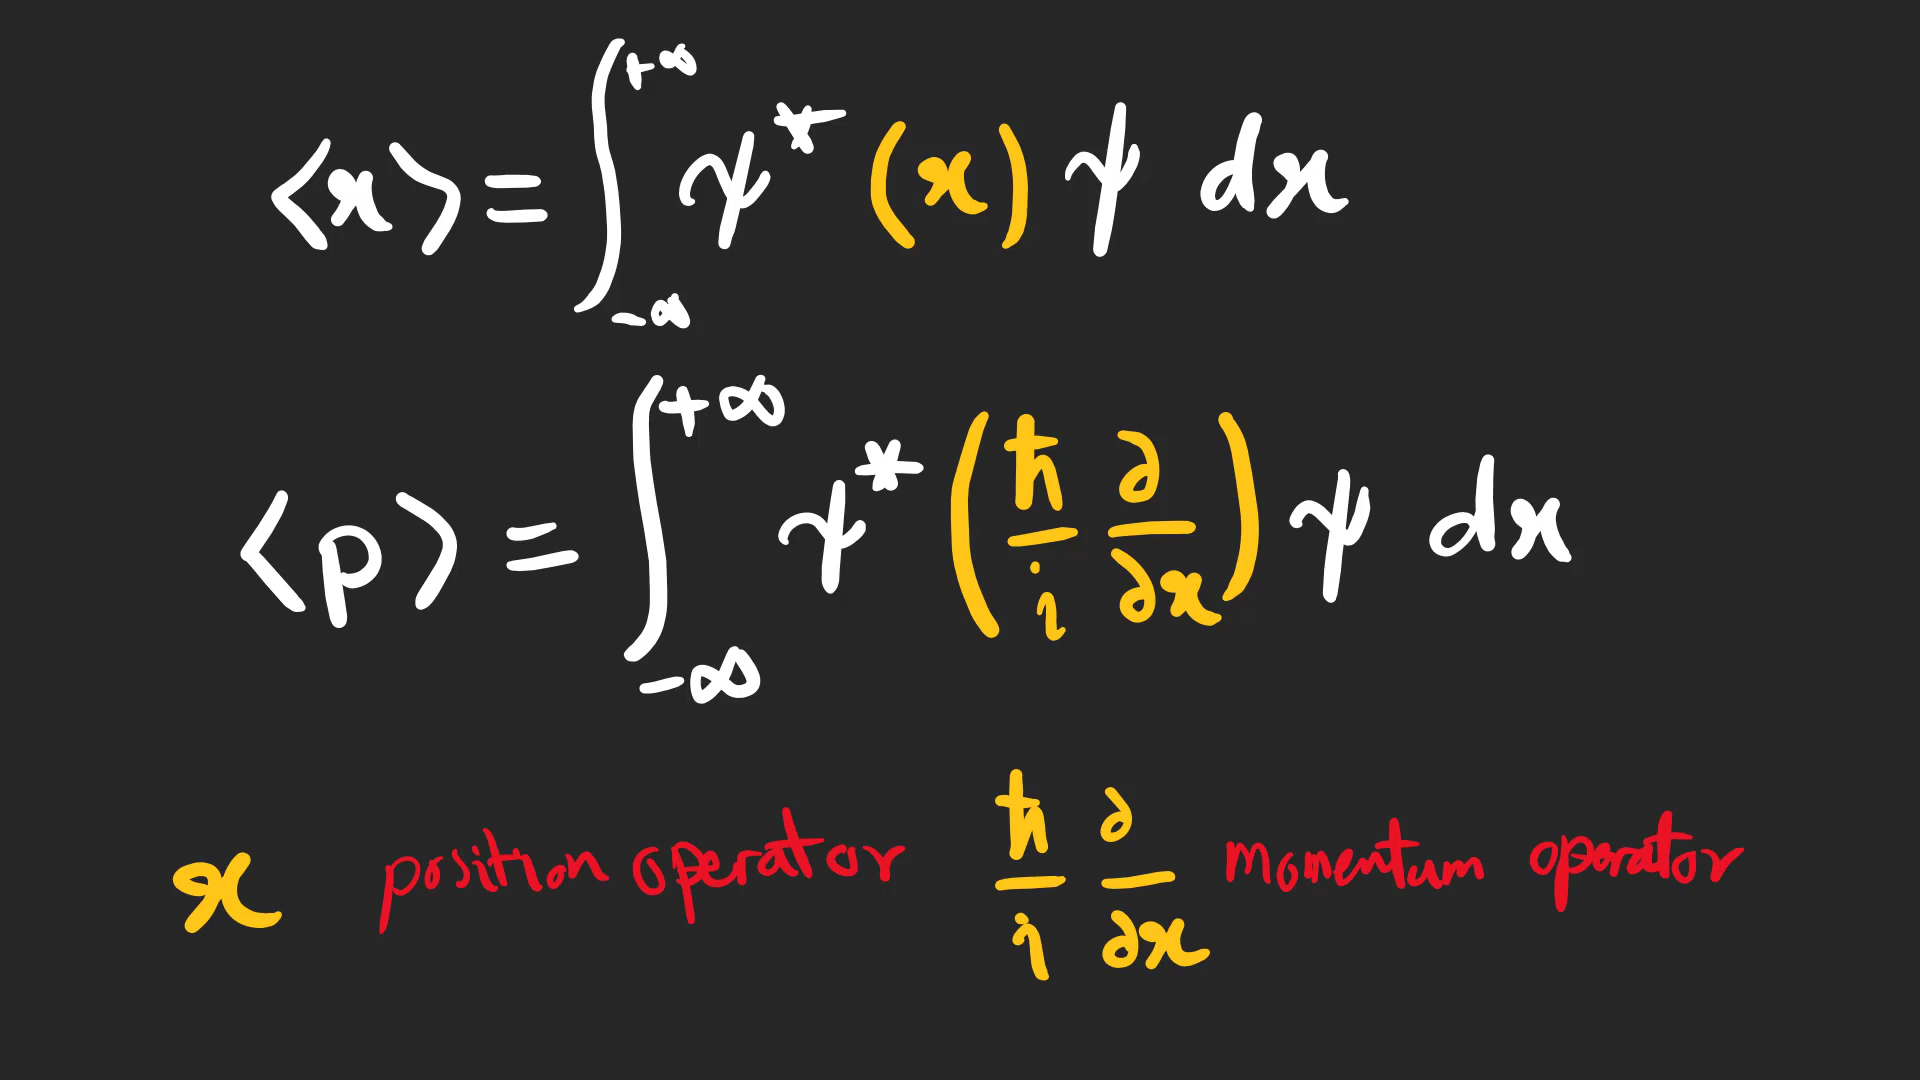 ⟨x⟩ = ∫_{-∞}^{+∞} ψ* (x) ψ dx
⟨p⟩ = ∫_{-∞}^{+∞} ψ* (ħ/i ∂/∂x) ψ dx
x position operator ħ/i ∂/∂x momentum operator